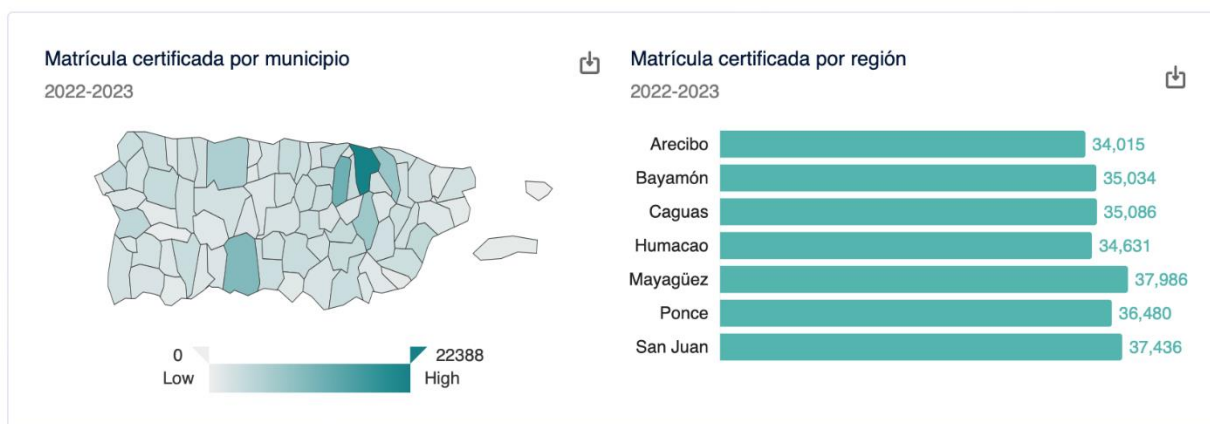 Matrícula certificada por municipio
2022-2023
0
22388
Low
High
Matrícula certificada por región
2022-2023
Arecibo 34,015
Bayamón 35,034
Caguas 35,086
Humacao 34,631
Mayagüez 37,986
Ponce 36,480
San Juan 37,436